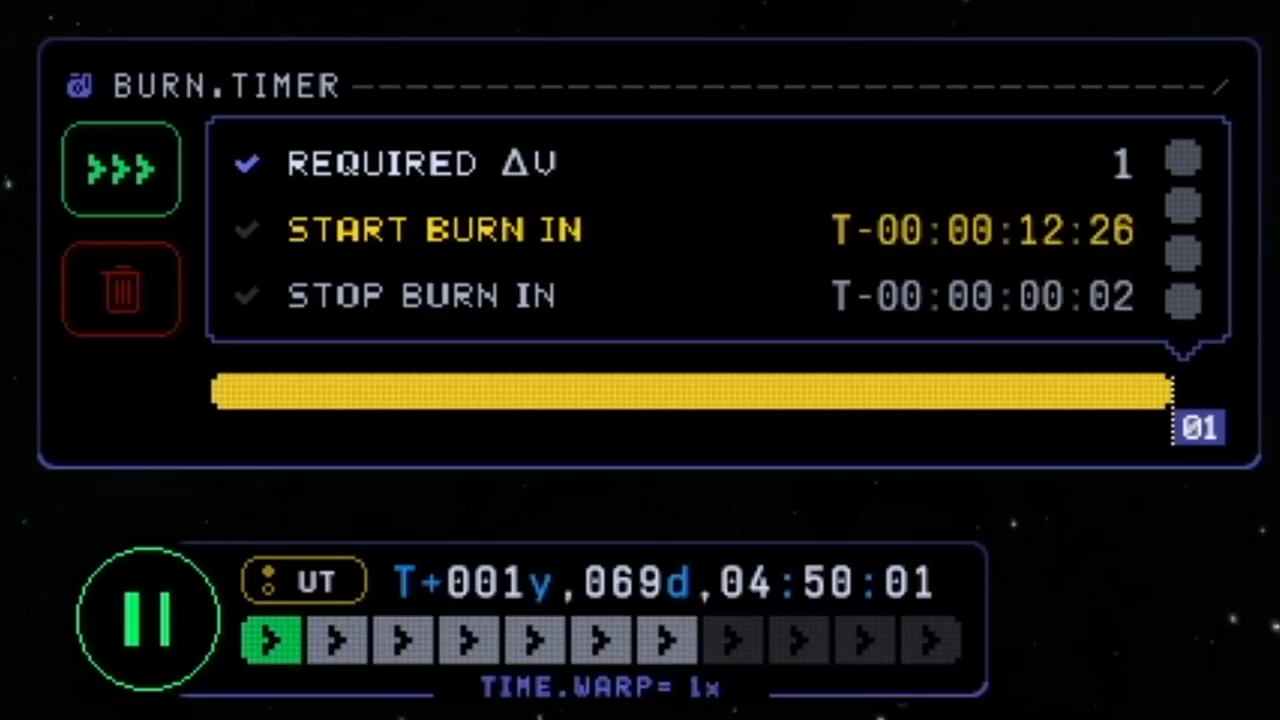 BURN.TIMER
REQUIRED ΔV 1
START BURN IN T-00:00:12:26
STOP BURN IN T-00:00:00:02
01
UT T+001y,069d,04:50:01
TIME.WARP= 1x